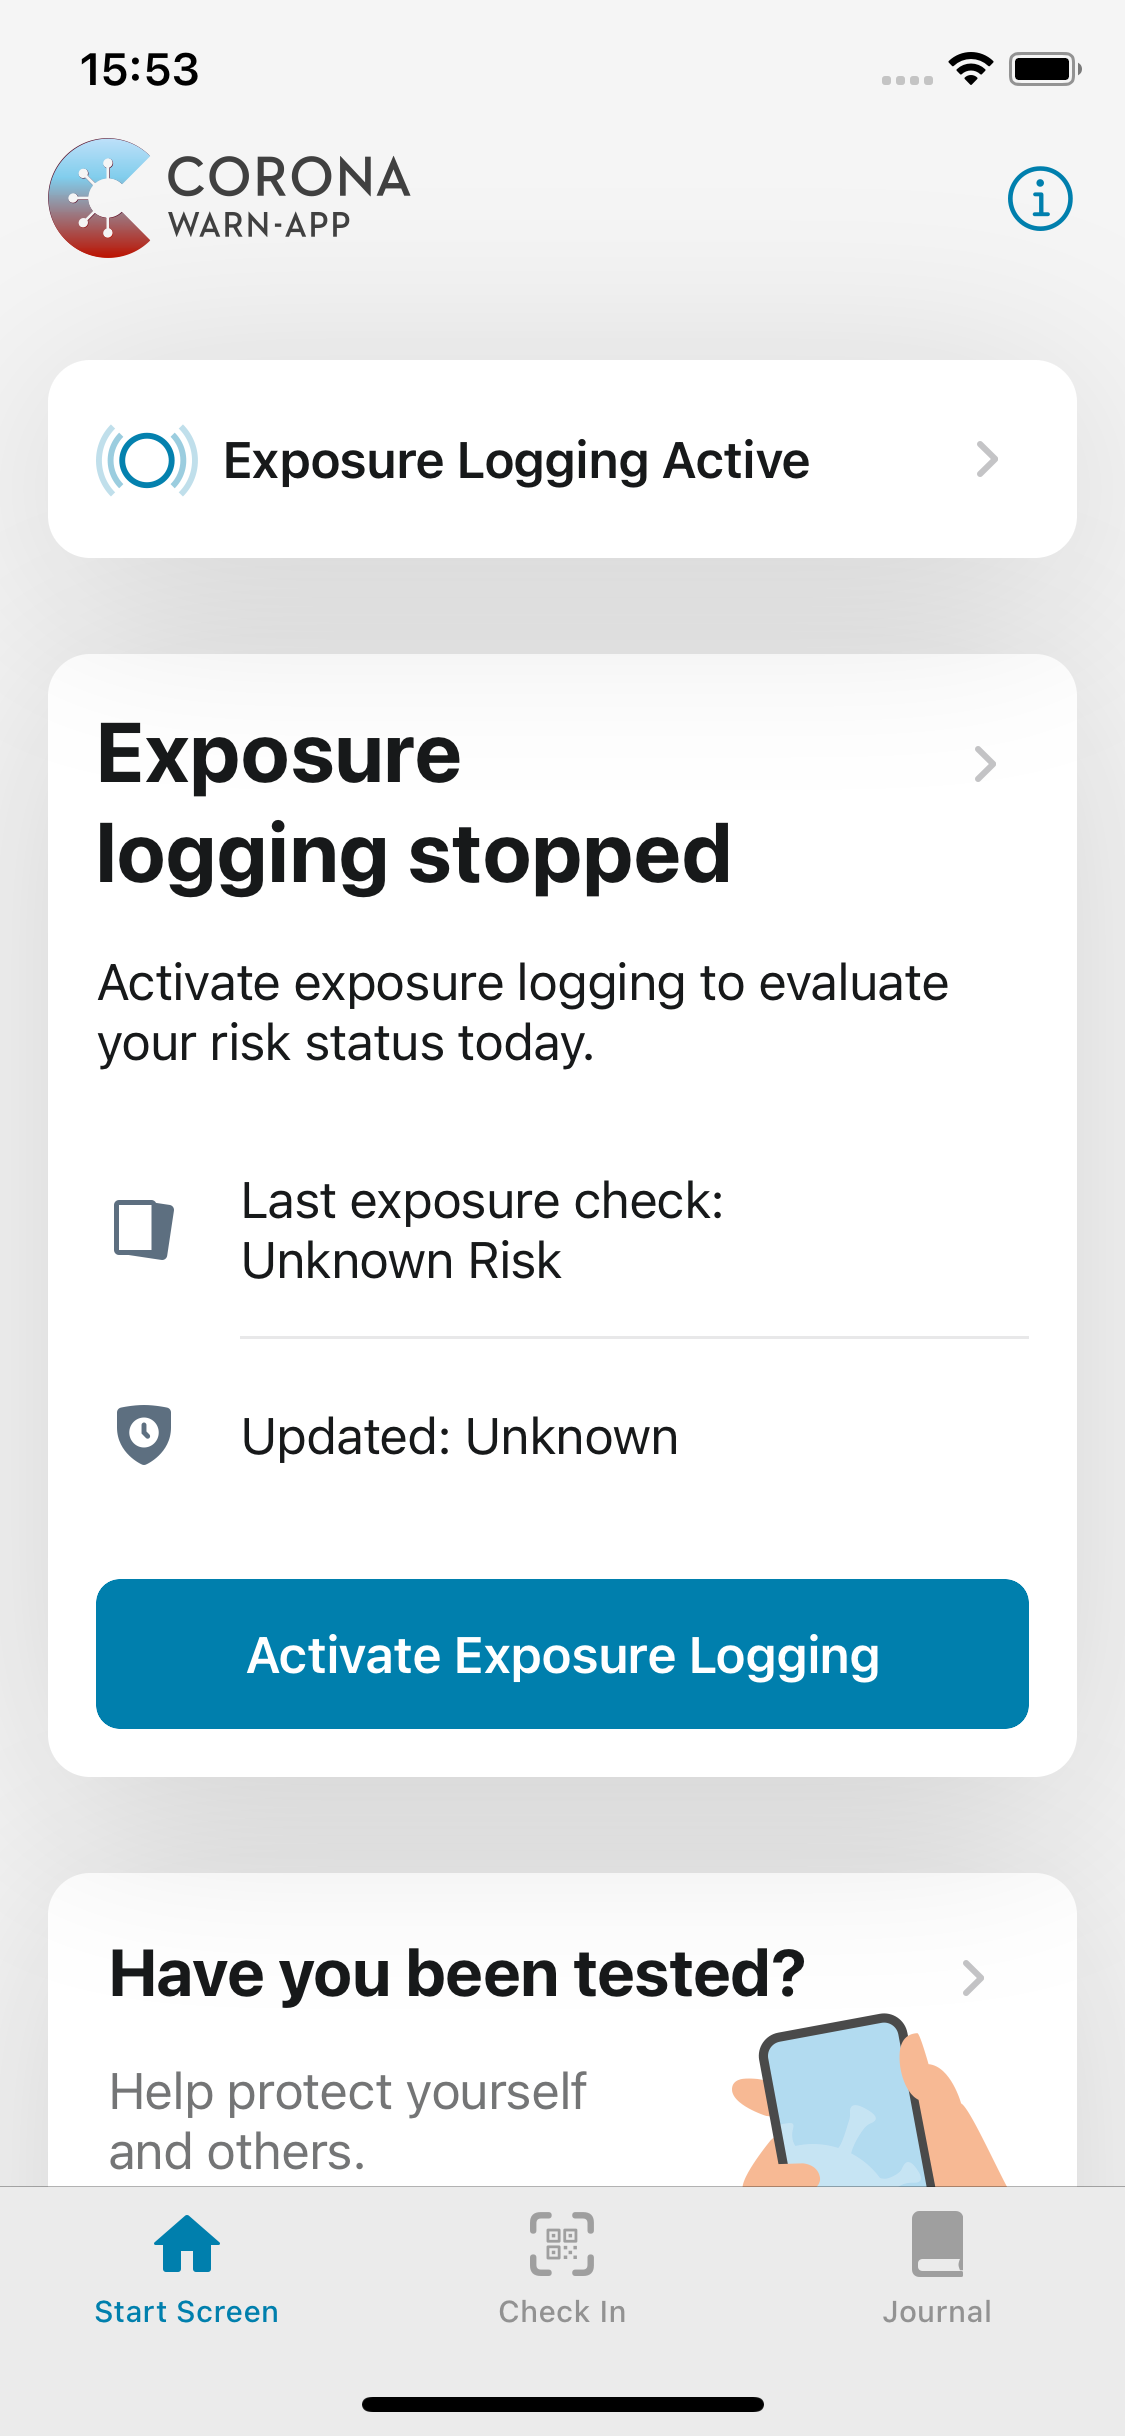 15:53
CORONA
WARN-APP
Exposure Logging Active
Exposure
logging stopped
Activate exposure logging to evaluate
your risk status today.
Last exposure check:
Unknown Risk
Updated: Unknown
Activate Exposure Logging
Have you been tested?
Help protect yourself
and others.
Start Screen
Check In
Journal